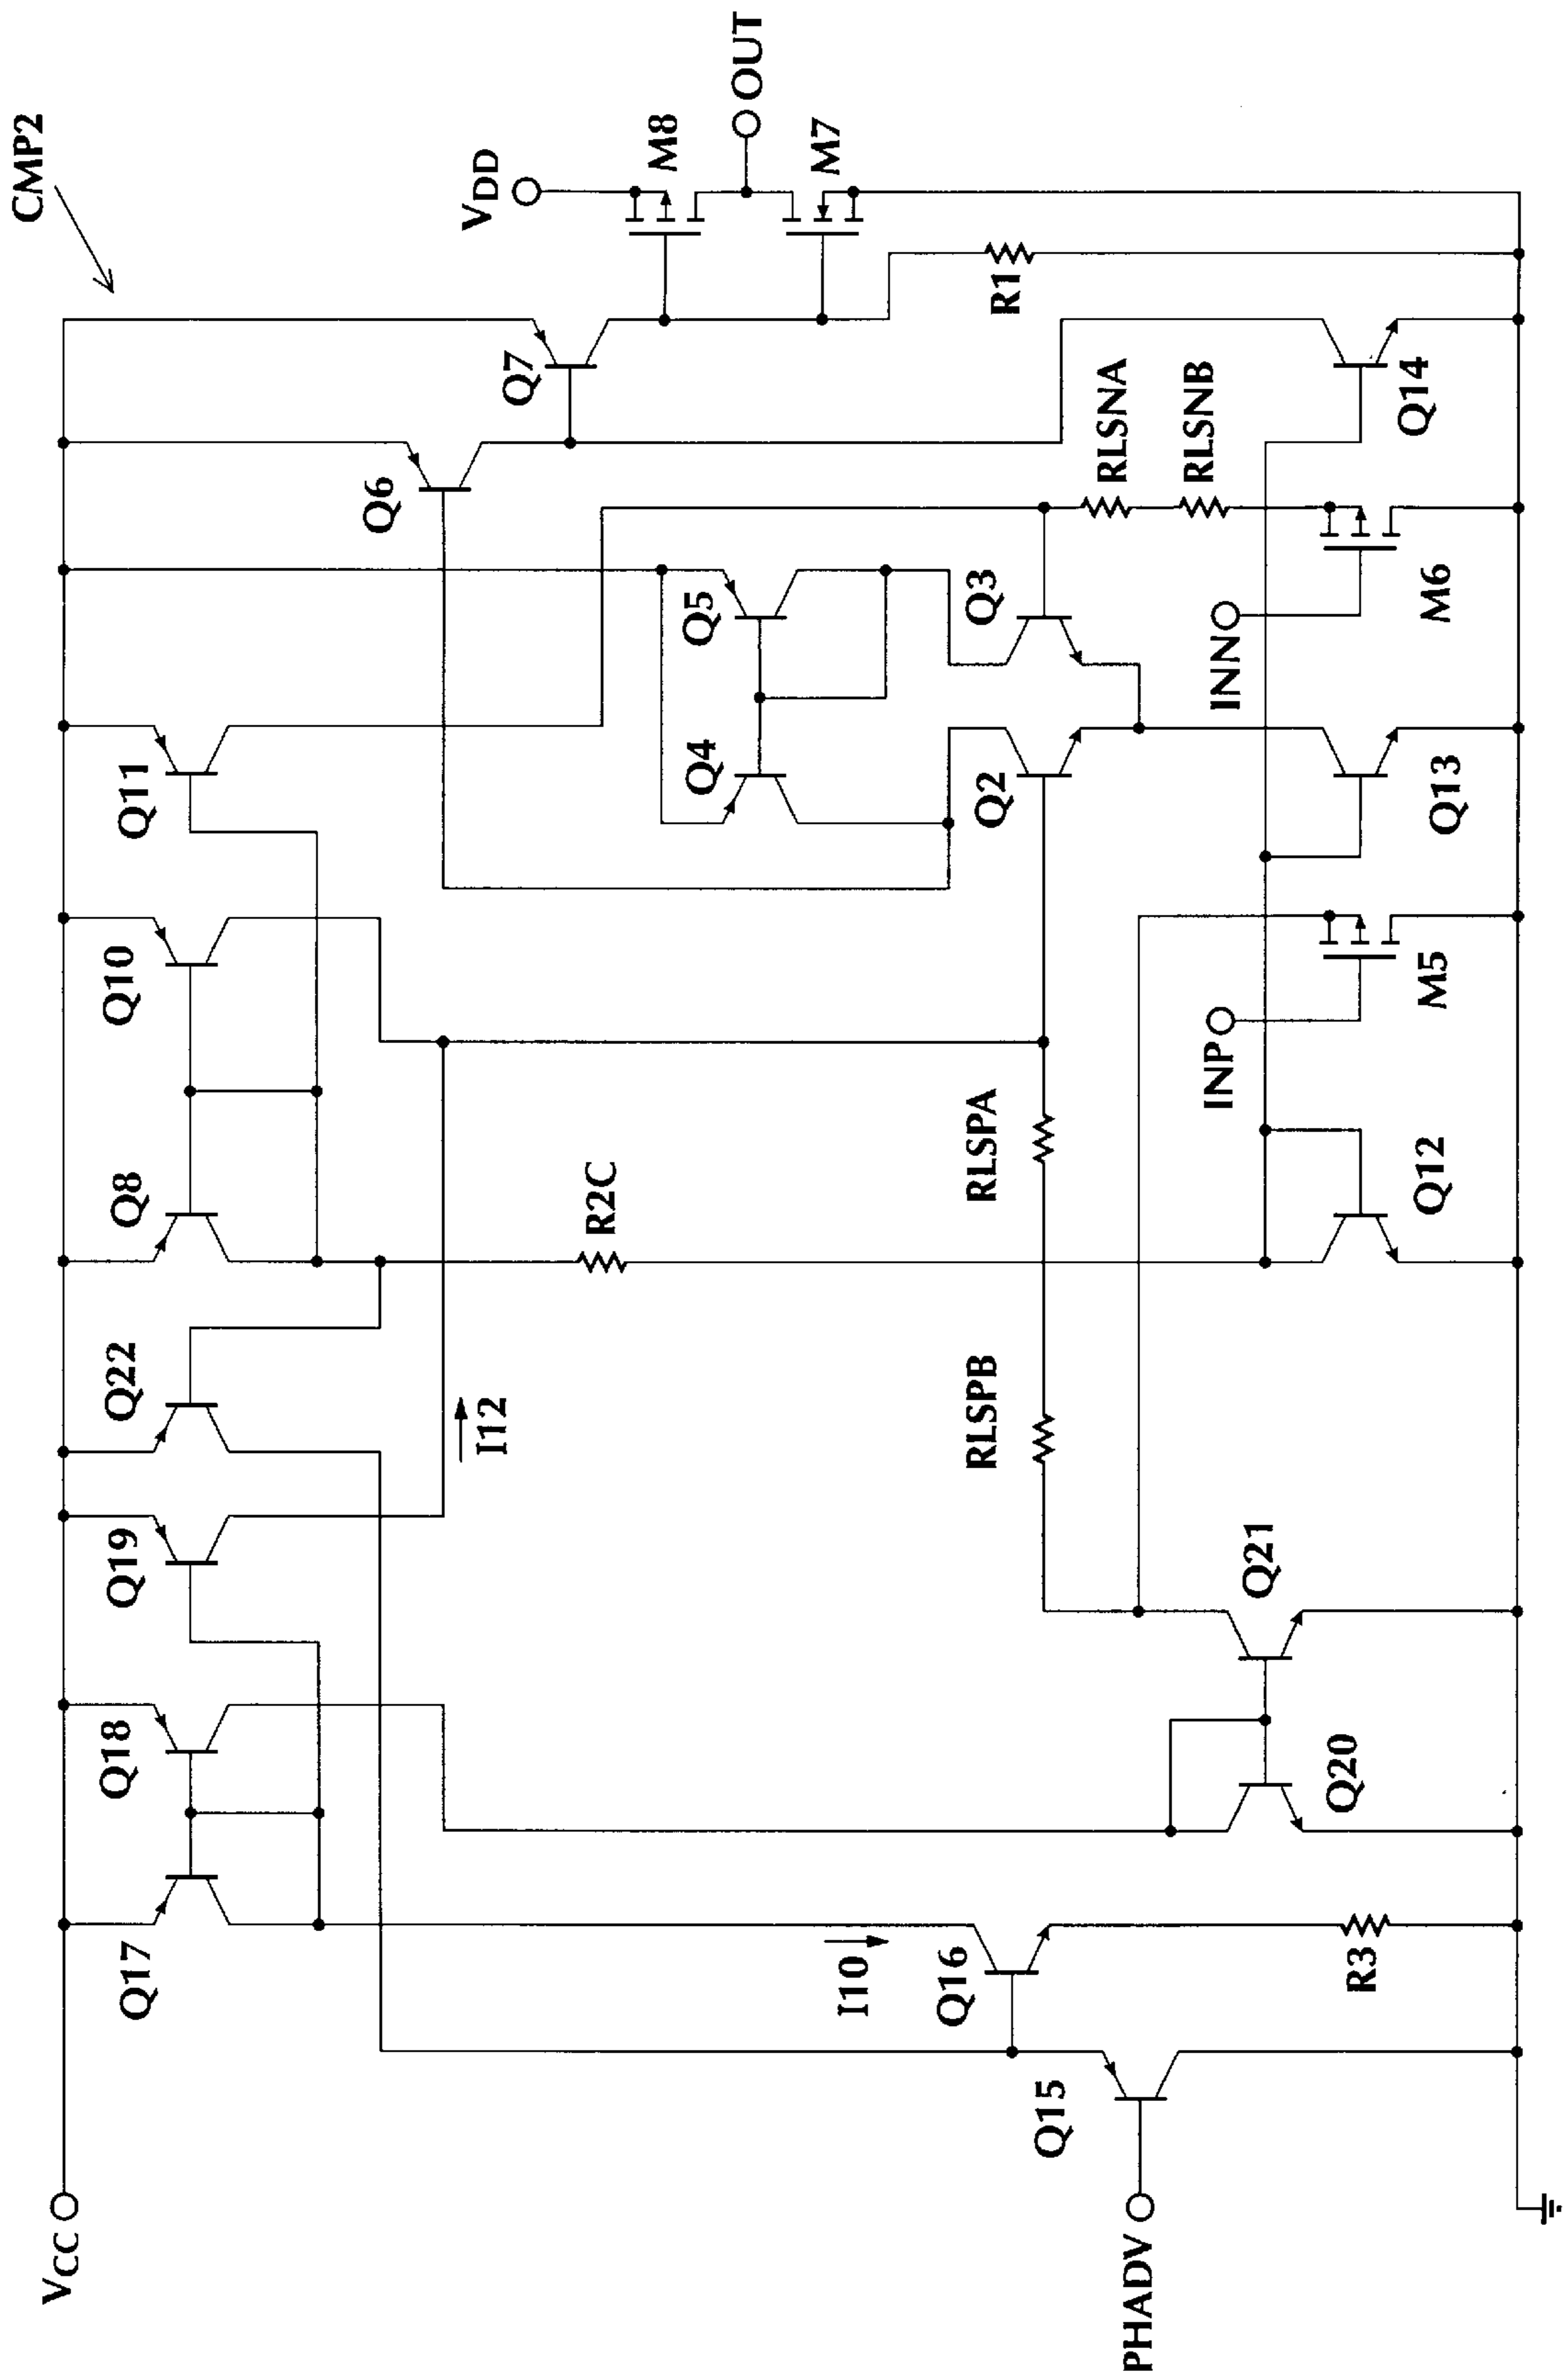 CMP2
VCC
Q17
Q18
Q19
Q22
Q8
Q10
Q11
Q6
Q7
VDD
M8
OUT
M7
I12
R2C
Q4
Q5
I10
Q16
RLSPB
RLSPA
Q2
Q3
RLSNA
RLSNB
R1
PHADV
Q15
R3
Q20
Q21
Q12
INP
M5
Q13
INN
M6
Q14